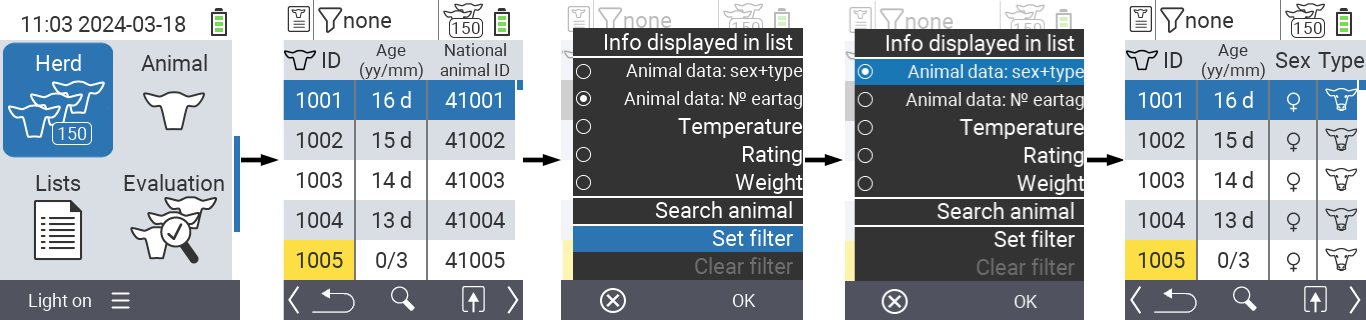 11:03 2024-03-18
Herd
150
Animal
Lists
Evaluation
Light on
none
150
ID
Age
(yy/mm)
National
animal ID
1001 16 d 41001
1002 15 d 41002
1003 14 d 41003
1004 13 d 41004
1005 0/3 41005
none
150
Info displayed in list
Animal data: sex+type
Animal data: № eartag
Temperature
Rating
Weight
Search animal
Set filter
Clear filter
OK
none
150
Info displayed in list
Animal data: sex+type
Animal data: № eartag
Temperature
Rating
Weight
Search animal
Set filter
Clear filter
OK
none
150
ID
Age
(yy/mm)
Sex Type
1001 16 d ♀
1002 15 d ♀
1003 14 d ♀
1004 13 d ♀
1005 0/3 ♀